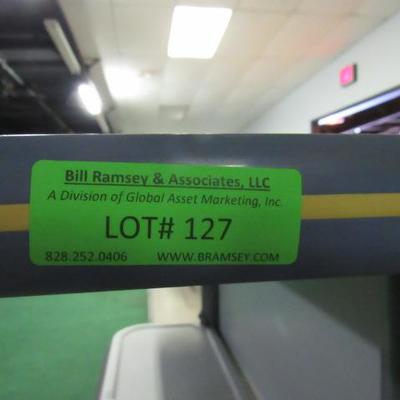 Bill Ramsey & Associates, LLC
A Division of Global Asset Marketing, Inc.
LOT# 127
828.252.0406 WWW.BRAMSEY.COM